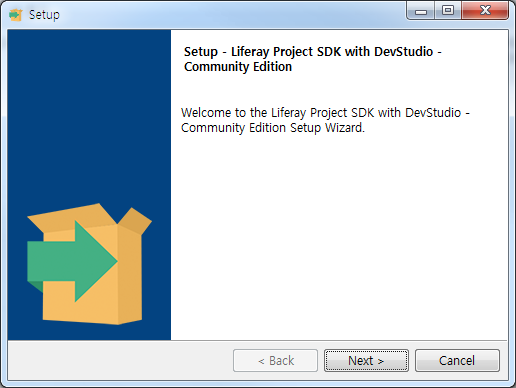 Setup
Setup - Liferay Project SDK with DevStudio -
Community Edition
Welcome to the Liferay Project SDK with DevStudio -
Community Edition Setup Wizard.
< Back
Next >
Cancel